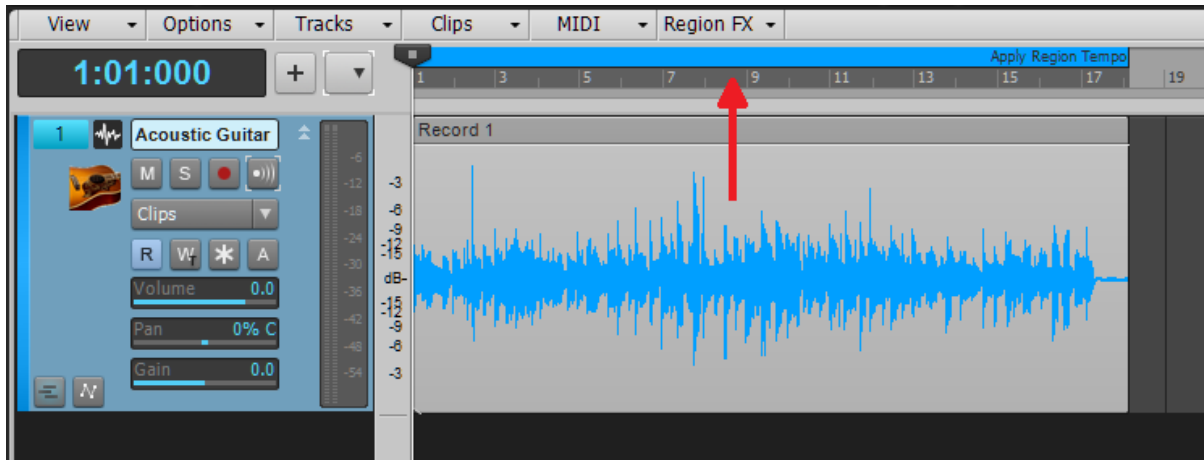 View Options Tracks Clips MIDI Region FX
1:01:000 +
Apply Region Tempo
1 3 5 7 9 11 13 15 17 19
1 Acoustic Guitar
Record 1
M S
Clips
R W A
Volume 0.0
Pan 0% C
Gain 0.0
-6
-12
-18
-24
-30
-36
-42
-48
-54
-3
-6
-9
-12
-15
dB-
-15
-12
-9
-6
-3